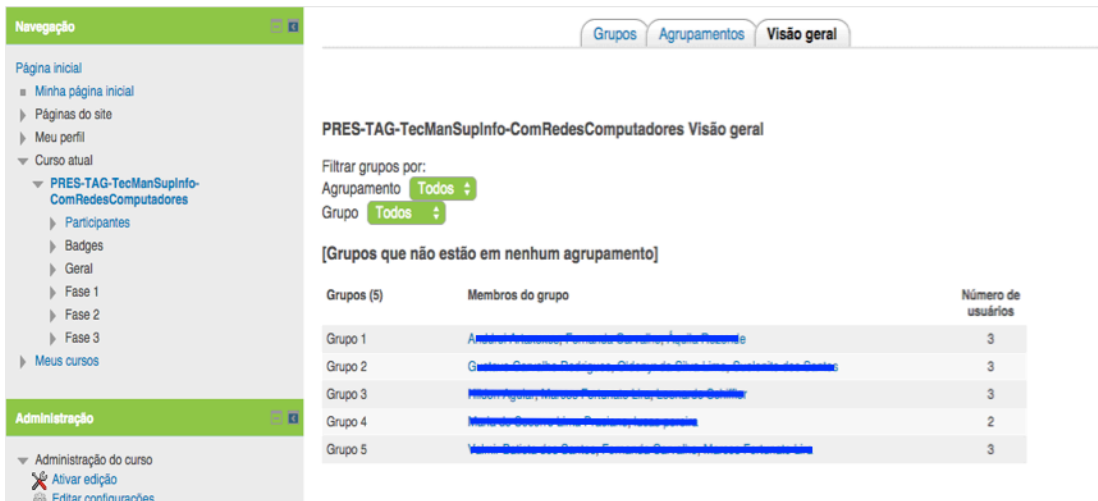 Navegação
Página inicial
Minha página inicial
Páginas do site
Meu perfil
Curso atual
PRES-TAG-TecManSupInfo-
ComRedesComputadores
Participantes
Badges
Geral
Fase 1
Fase 2
Fase 3
Meus cursos
Administração
Administração do curso
Ativar edição
Editar configurações
Grupos Agrupamentos Visão geral
PRES-TAG-TecManSupInfo-ComRedesComputadores Visão geral
Filtrar grupos por:
Agrupamento Todos
Grupo Todos
[Grupos que não estão em nenhum agrupamento]
Grupos (5) Membros do grupo Número de
usuários
Grupo 1 3
Grupo 2 3
Grupo 3 3
Grupo 4 2
Grupo 5 3